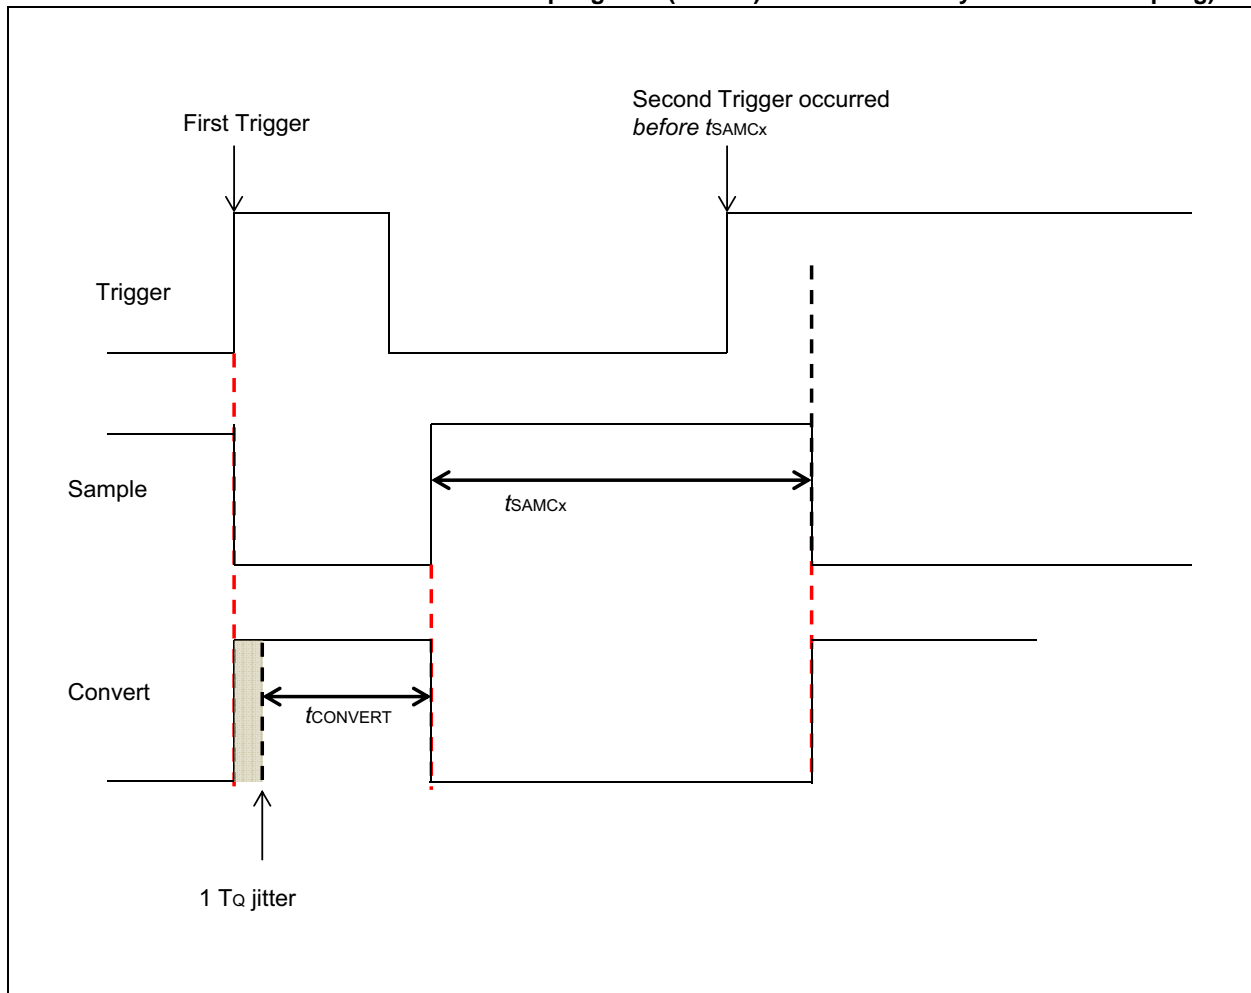 First Trigger
Second Trigger occurred
before tSAMCx
Trigger
Sample
tSAMCx
Convert
tCONVERT
1 TQ jitter